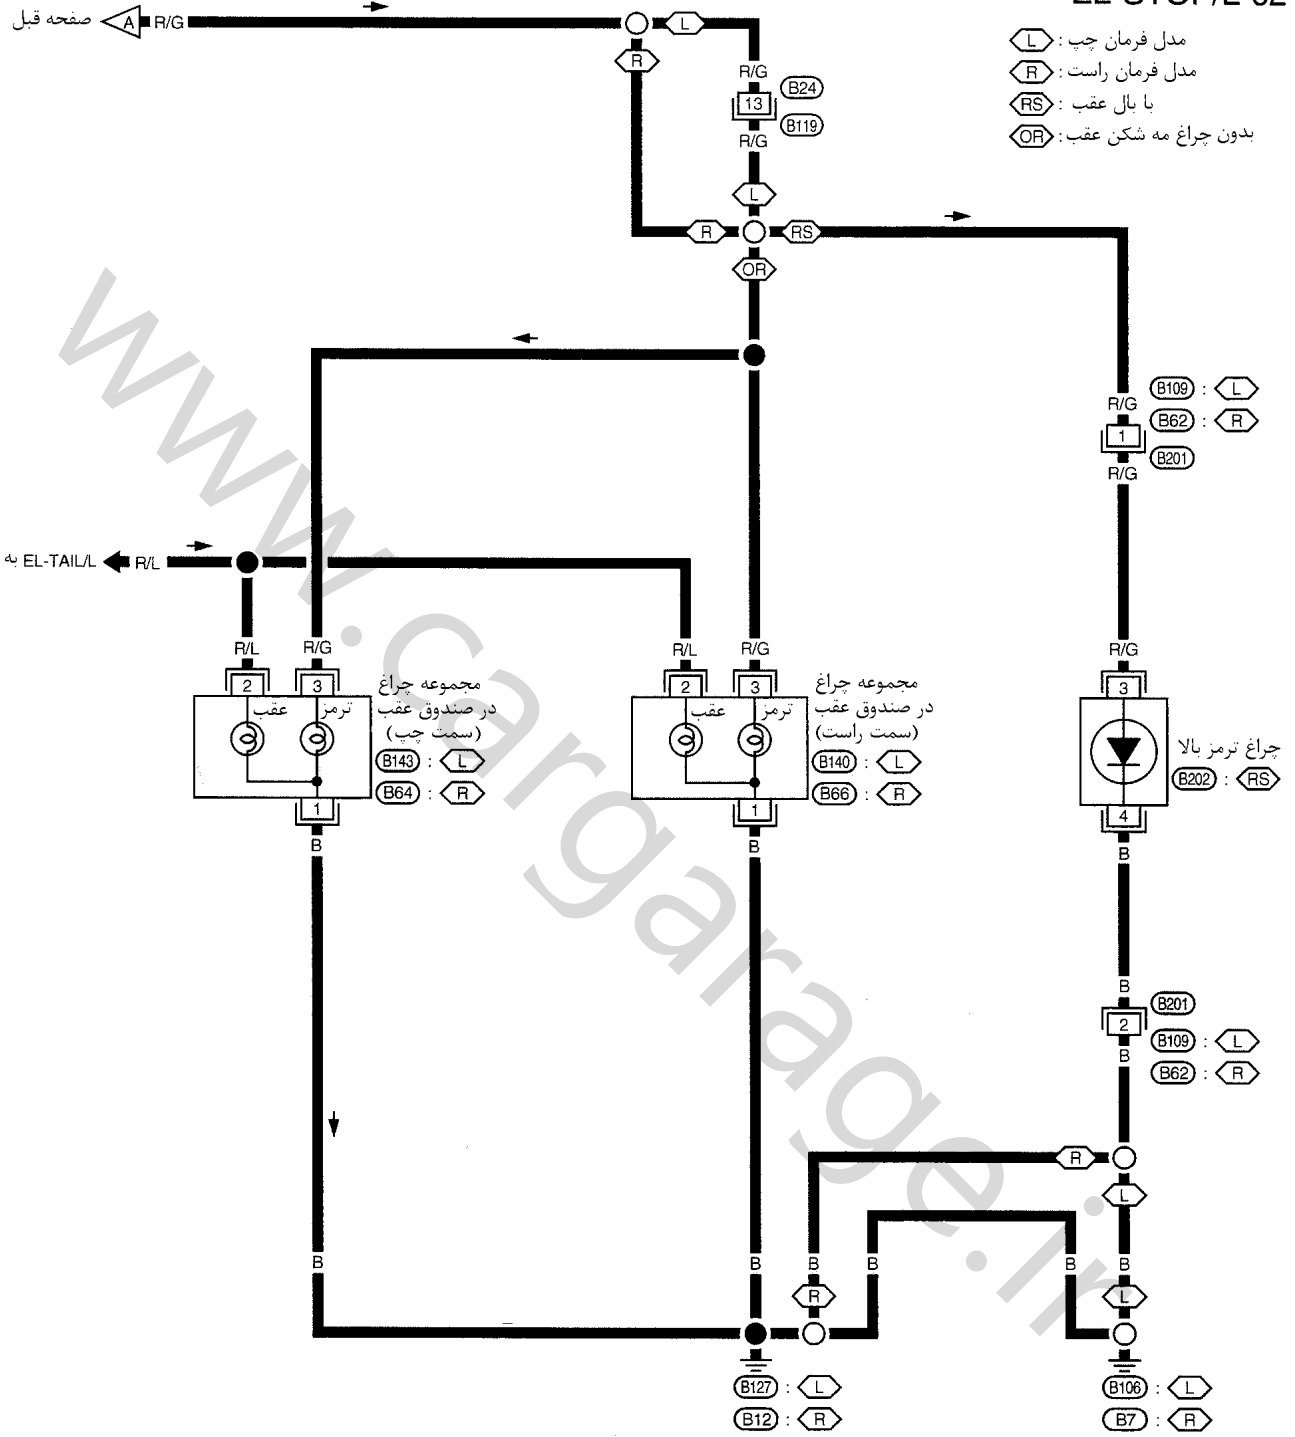 صفحه قبل A R/G L
R
مدل فرمان چپ : L
مدل فرمان راست : R
با بال عقب : RS
بدون چراغ مه شکن عقب : OR
R/G
B24
13
B119
R/G
L
R RS
OR
B109 : L
R/G
B62 : R
1
B201
R/G
به EL-TAIL/L R/L
R/L R/G R/L R/G R/G
2 3 2 3 3
عقب ترمز
مجموعه چراغ
در صندوق عقب
(سمت چپ)
B143 : L
B64 : R
1
B
عقب ترمز
مجموعه چراغ
در صندوق عقب
(سمت راست)
B140 : L
B66 : R
1
B
چراغ ترمز بالا
B202 : RS
4
B
B
B201
2
B109 : L
B
B62 : R
R
L
B B B B B B
R L
B127 : L
B12 : R
B106 : L
B7 : R
www.cargarage.ir